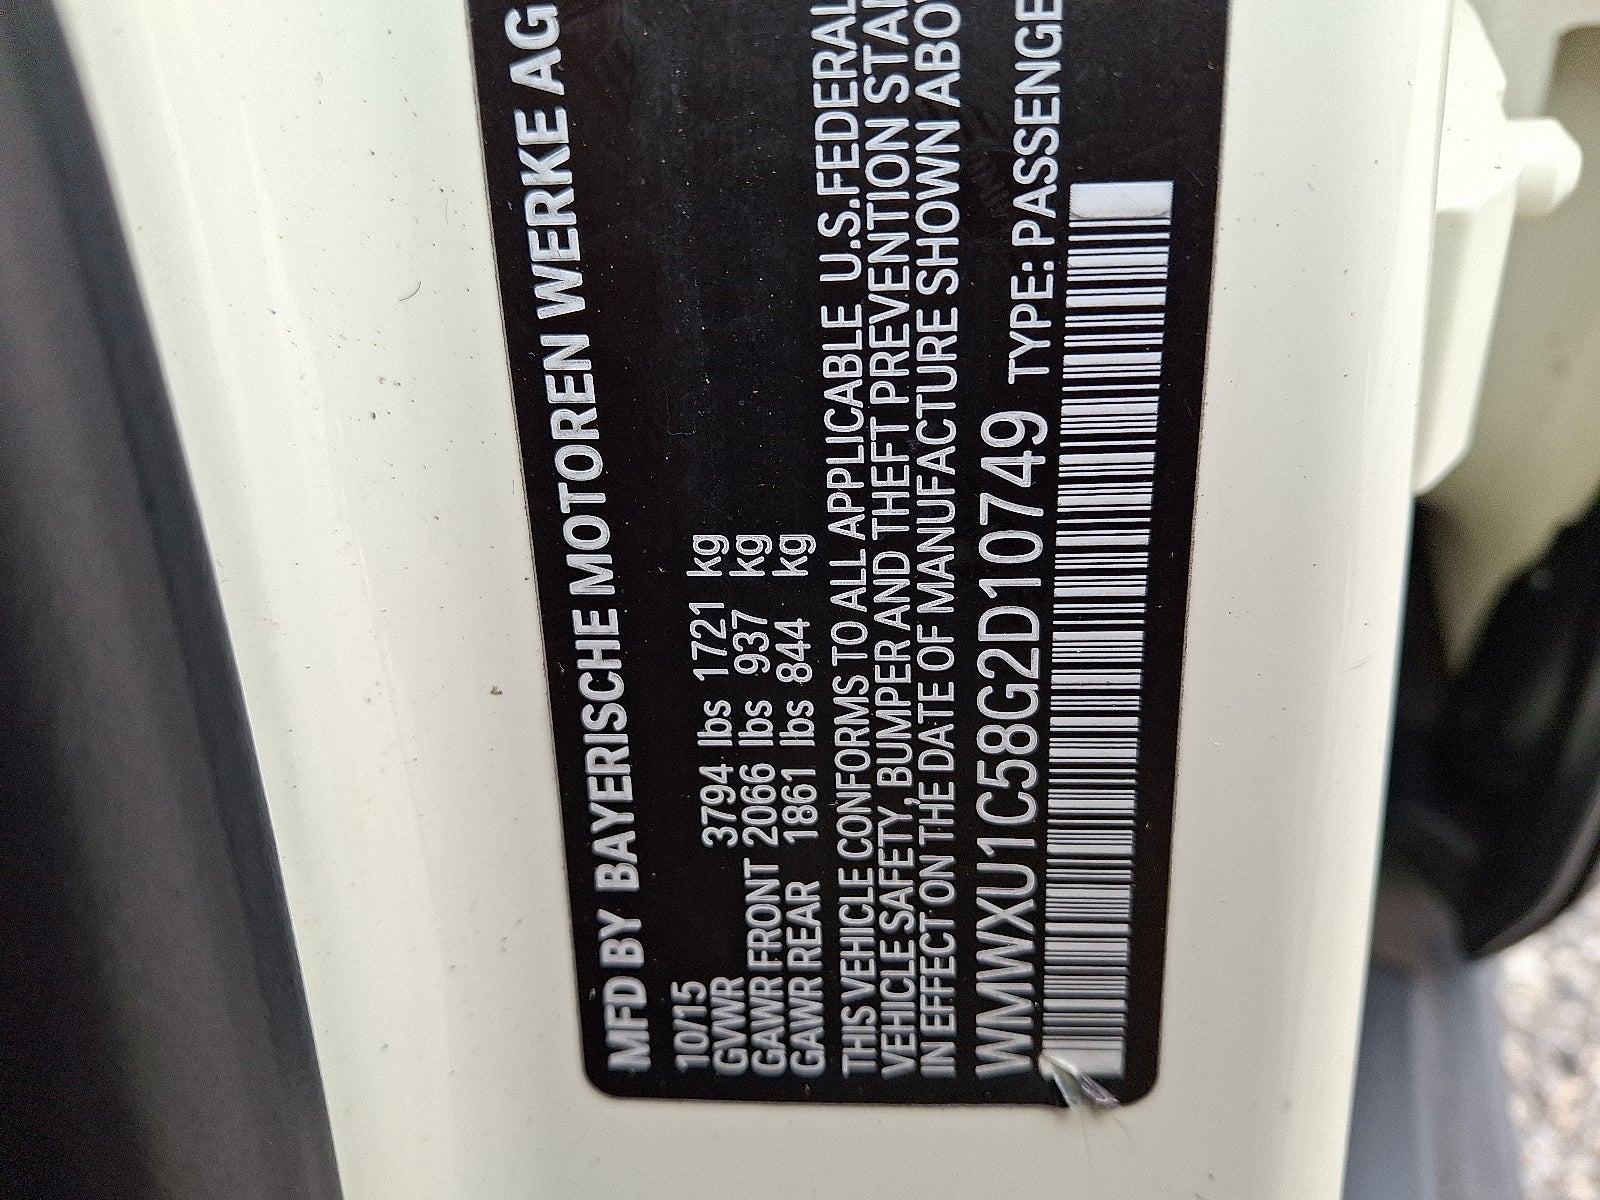 MFD BY BAYERISCHE MOTOREN WERKE AG
10/15
GVWR 3794 lbs 1721 kg
GAWR FRONT 2066 lbs 937 kg
GAWR REAR 1861 lbs 844 kg
THIS VEHICLE CONFORMS TO ALL APPLICABLE U.S.FEDERAL
VEHICLE SAFETY, BUMPER AND THEFT PREVENTION STA
IN EFFECT ON THE DATE OF MANUFACTURE SHOWN ABO
WMWXU1C58G2D10749 TYPE: PASSENGE